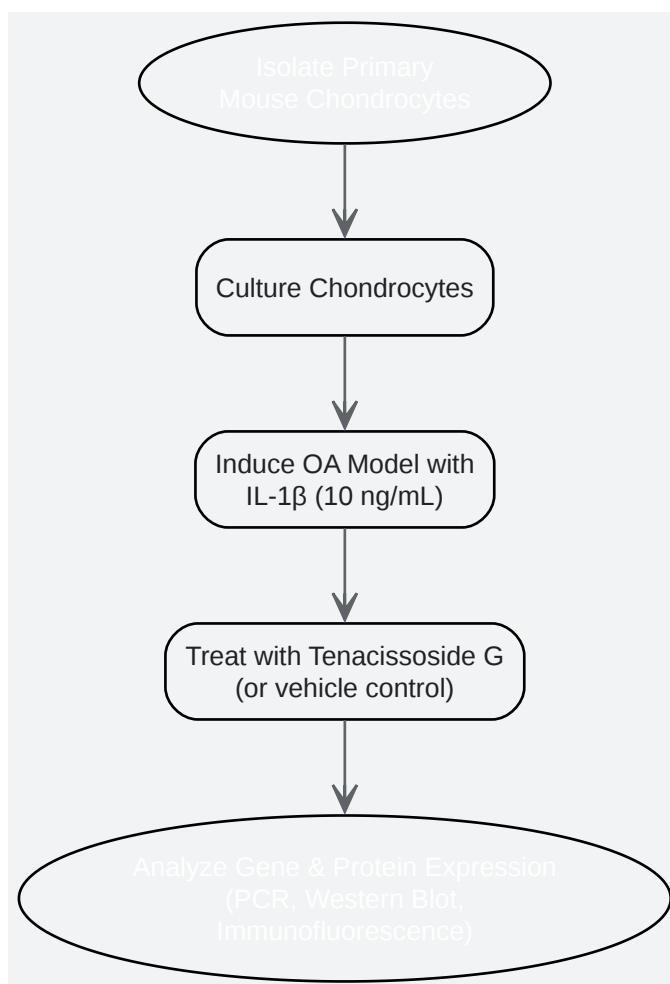 Isolate Primary
Mouse Chondrocytes
Culture Chondrocytes
Induce OA Model with
IL-1β (10 ng/mL)
Treat with Tenacissoside G
(or vehicle control)
Analyze Gene & Protein Expression
(PCR, Western Blot,
Immunofluorescence)